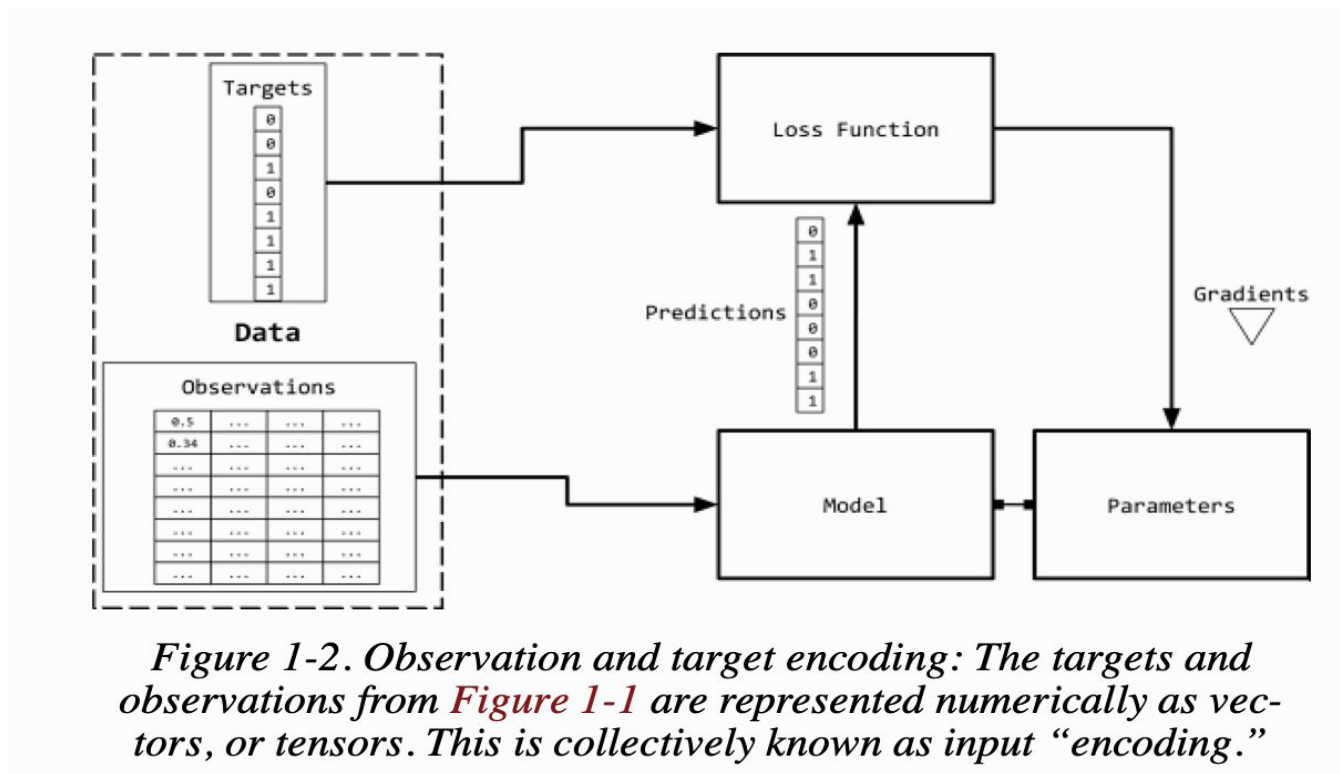 Targets
0
0
1
0
1
1
1
1
Data
Observations
0.5 ... ... ...
0.34 ... ... ...
... ... ... ...
... ... ... ...
... ... ... ...
... ... ... ...
... ... ... ...
... ... ... ...
Loss Function
Predictions
0
1
1
0
0
0
1
1
Gradients
Model
Parameters
Figure 1-2. Observation and target encoding: The targets and
observations from Figure 1-1 are represented numerically as vec-
tors, or tensors. This is collectively known as input “encoding.”